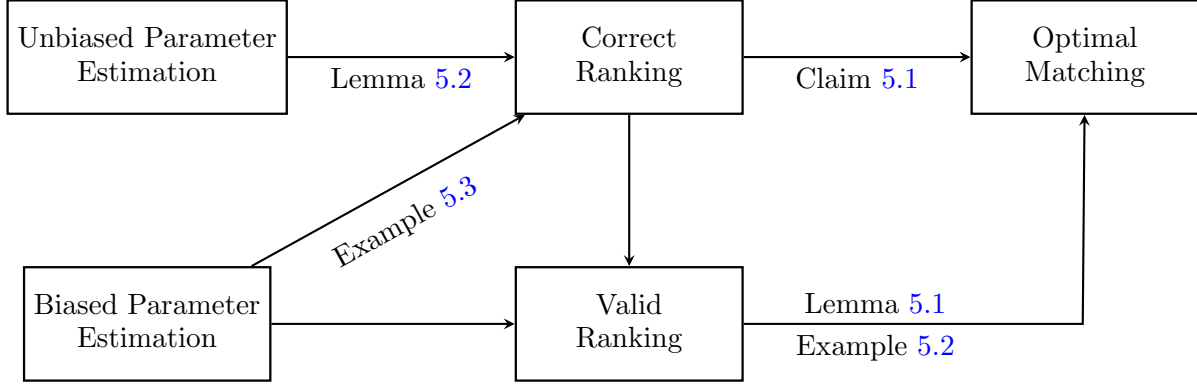 Unbiased Parameter
Estimation
Lemma 5.2
Correct
Ranking
Claim 5.1
Optimal
Matching
Example 5.3
Biased Parameter
Estimation
Valid
Ranking
Lemma 5.1
Example 5.2